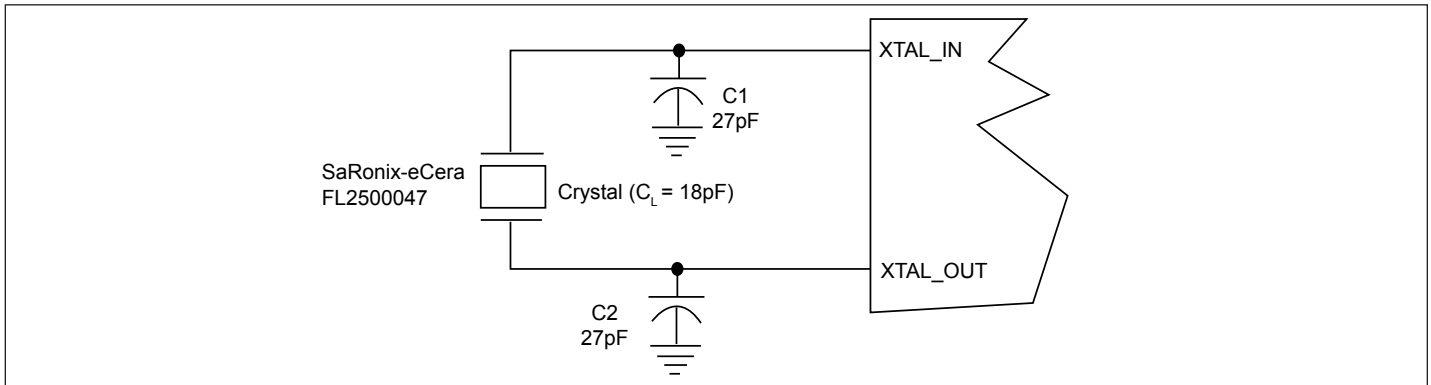 XTAL_IN
C1
27pF
SaRonix-eCera
FL2500047
Crystal (CL = 18pF)
XTAL_OUT
C2
27pF